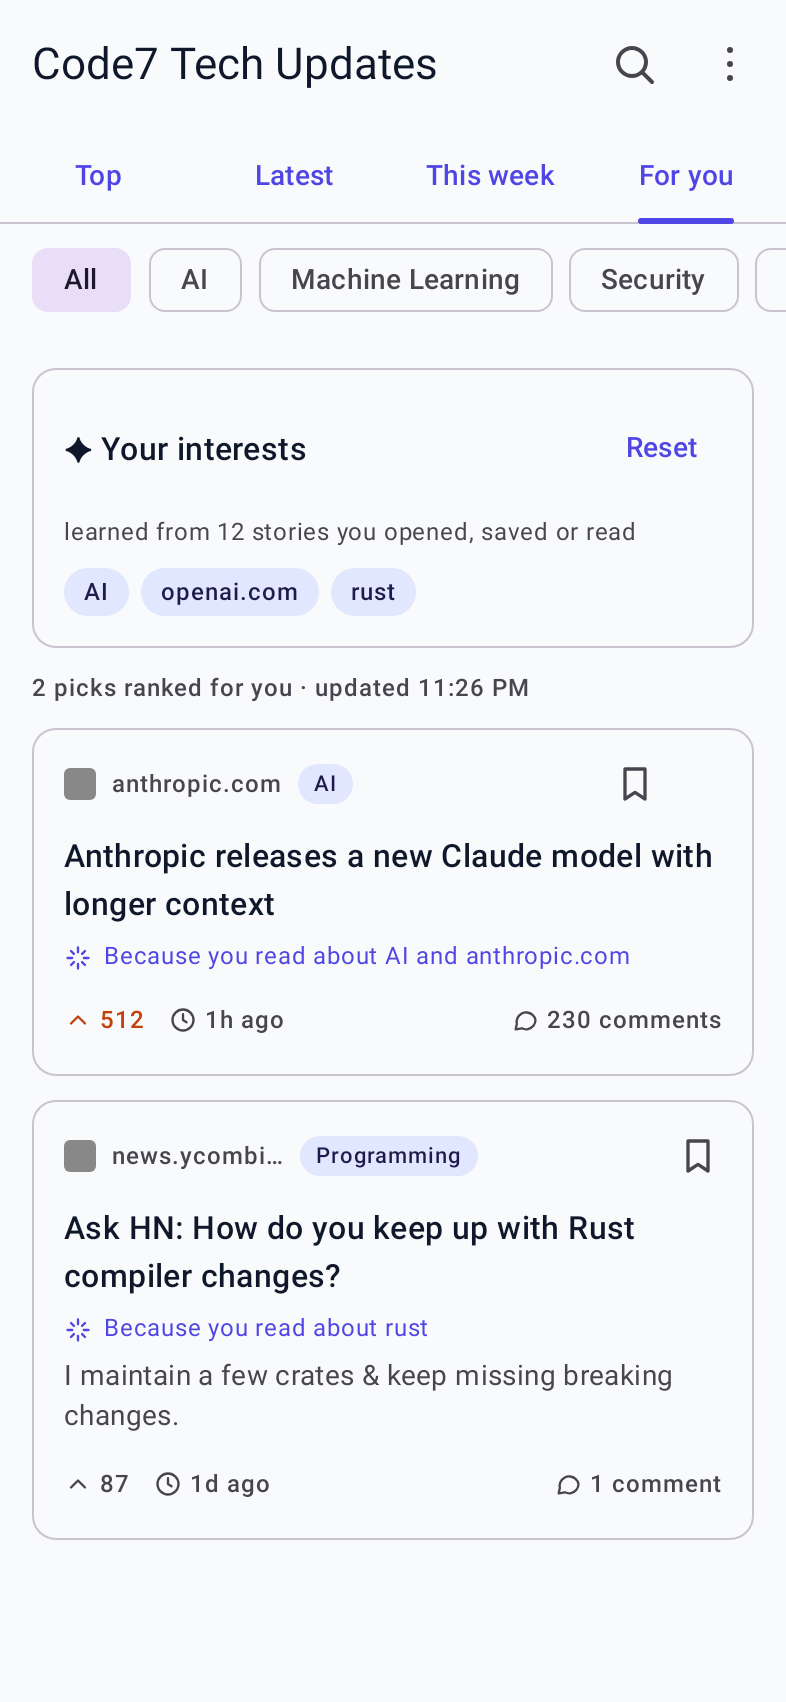 Code7 Tech Updates
Top Latest This week For you
All AI Machine Learning Security
Your interests Reset
learned from 12 stories you opened, saved or read
AI openai.com rust
2 picks ranked for you · updated 11:26 PM
anthropic.com AI
Anthropic releases a new Claude model with
longer context
Because you read about AI and anthropic.com
512 1h ago 230 comments
news.ycombi… Programming
Ask HN: How do you keep up with Rust
compiler changes?
Because you read about rust
I maintain a few crates & keep missing breaking
changes.
87 1d ago 1 comment